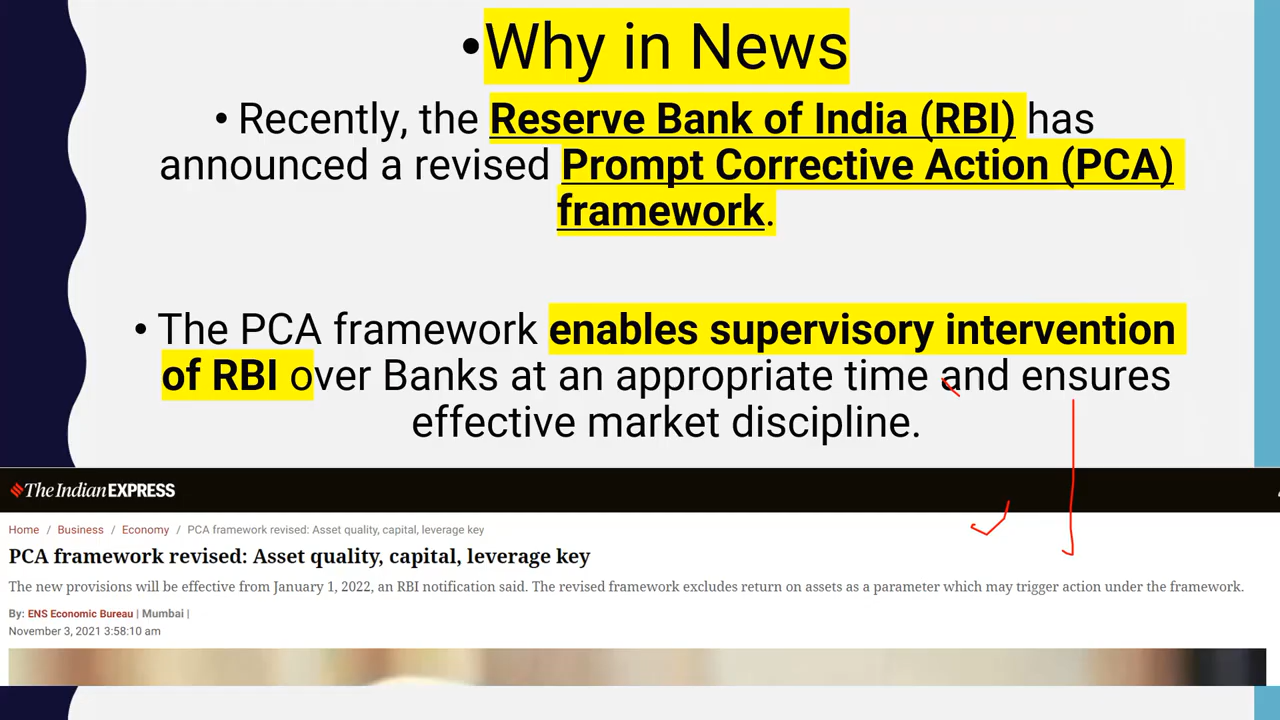 •Why in News
• Recently, the Reserve Bank of India (RBI) has
announced a revised Prompt Corrective Action (PCA)
framework.
• The PCA framework enables supervisory intervention
of RBI over Banks at an appropriate time and ensures
effective market discipline.
The Indian EXPRESS
Home / Business / Economy / PCA framework revised: Asset quality, capital, leverage key
PCA framework revised: Asset quality, capital, leverage key
The new provisions will be effective from January 1, 2022, an RBI notification said. The revised framework excludes return on assets as a parameter which may trigger action under the framework.
By: ENS Economic Bureau | Mumbai |
November 3, 2021 3:58:10 am